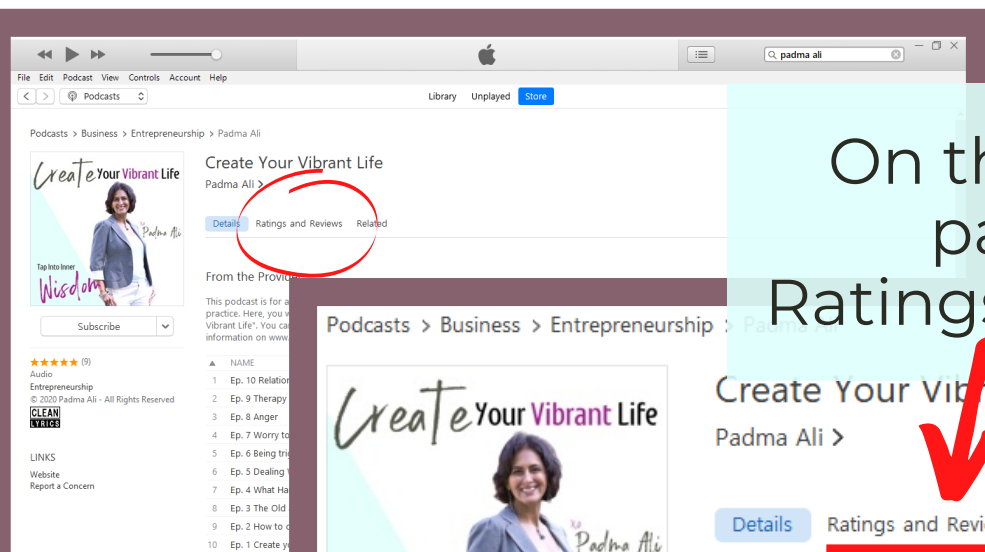 padma ali
File Edit Podcast View Controls Account Help
Podcasts
Library Unplayed Store
Podcasts > Business > Entrepreneurship > Padma Ali
Create Your Vibrant Life
xo
Padma Ali
Tap Into Inner
Wisdom
Subscribe
★★★★★ (9)
Audio
Entrepreneurship
© 2020 Padma Ali - All Rights Reserved
CLEAN
LYRICS
LINKS
Website
Report a Concern
Create Your Vibrant Life
Padma Ali >
Details Ratings and Reviews Related
From the Provide
This podcast is for a
practice. Here, you w
Vibrant Life". You ca
information on www.
▲ NAME
1 Ep. 10 Relation
2 Ep. 9 Therapy
3 Ep. 8 Anger
4 Ep. 7 Worry to
5 Ep. 6 Being trig
6 Ep. 5 Dealing
7 Ep. 4 What Ha
8 Ep. 3 The Old
9 Ep. 2 How to
10 Ep. 1 Create y
On th
pa
Ratings
Podcasts > Business > Entrepreneurship > Padma Ali
Create Your Vibrant Life
xo
Padma Ali
Create Your Vib
Padma Ali >
Details Ratings and Revi